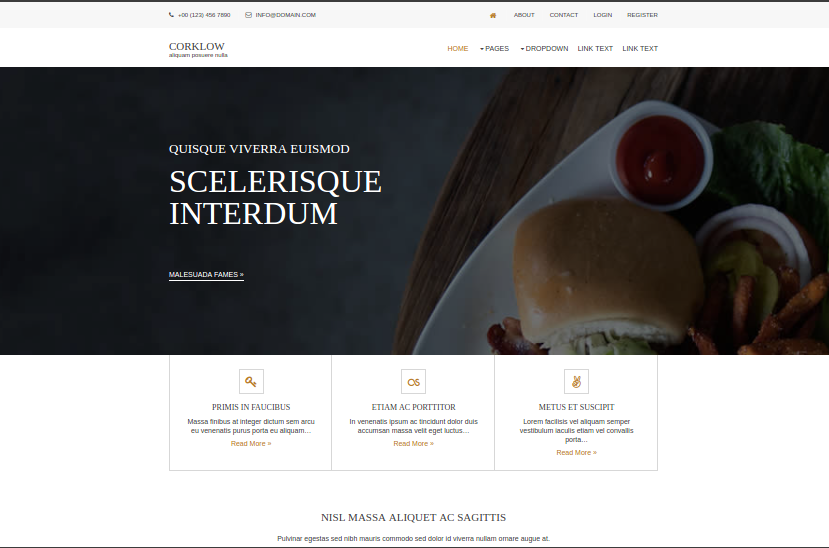 +00 (123) 456 7890 INFO@DOMAIN.COM ABOUT CONTACT LOGIN REGISTER
CORKLOW
aliquam posuere nulla
HOME PAGES DROPDOWN LINK TEXT LINK TEXT
QUISQUE VIVERRA EUISMOD
SCELERISQUE
INTERDUM
MALESUADA FAMES »
PRIMIS IN FAUCIBUS
Massa finibus at integer dictum sem arcu
eu venenatis purus porta eu aliquam…
Read More »
ETIAM AC PORTTITOR
In venenatis ipsum ac tincidunt dolor duis
accumsan massa velit eget luctus…
Read More »
METUS ET SUSCIPIT
Lorem facilisis vel aliquam semper
vestibulum iaculis etiam vel convallis
porta…
Read More »
NISL MASSA ALIQUET AC SAGITTIS
Pulvinar egestas sed nibh mauris commodo sed dolor id viverra nullam ornare augue at.